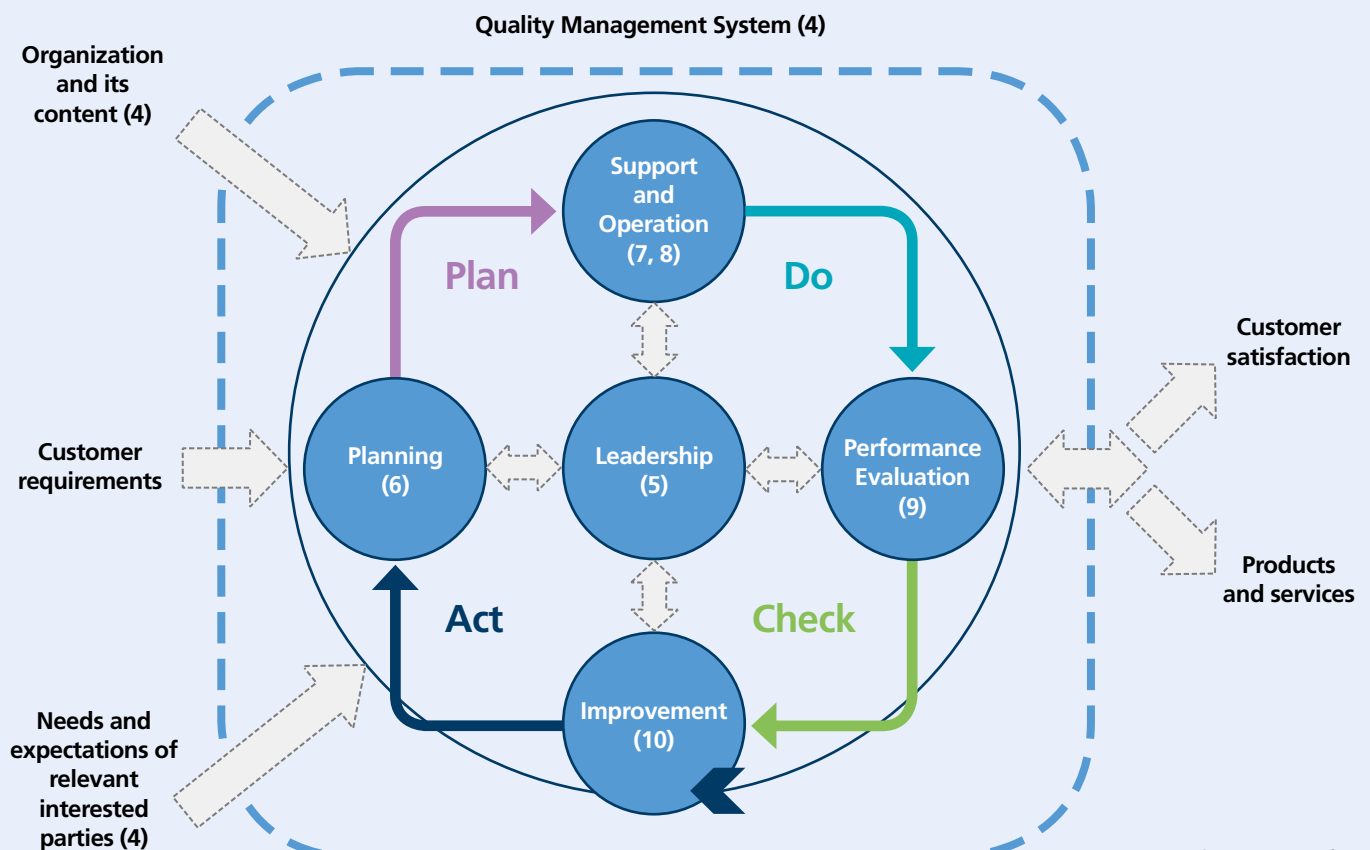 Quality Management System (4)
Organization
and its
content (4)
Support
and
Operation
(7, 8)
Plan
Do
Customer
satisfaction
Customer
requirements
Planning
(6)
Leadership
(5)
Performance
Evaluation
(9)
Products
and services
Act
Check
Improvement
(10)
Needs and
expectations of
relevant
interested
parties (4)